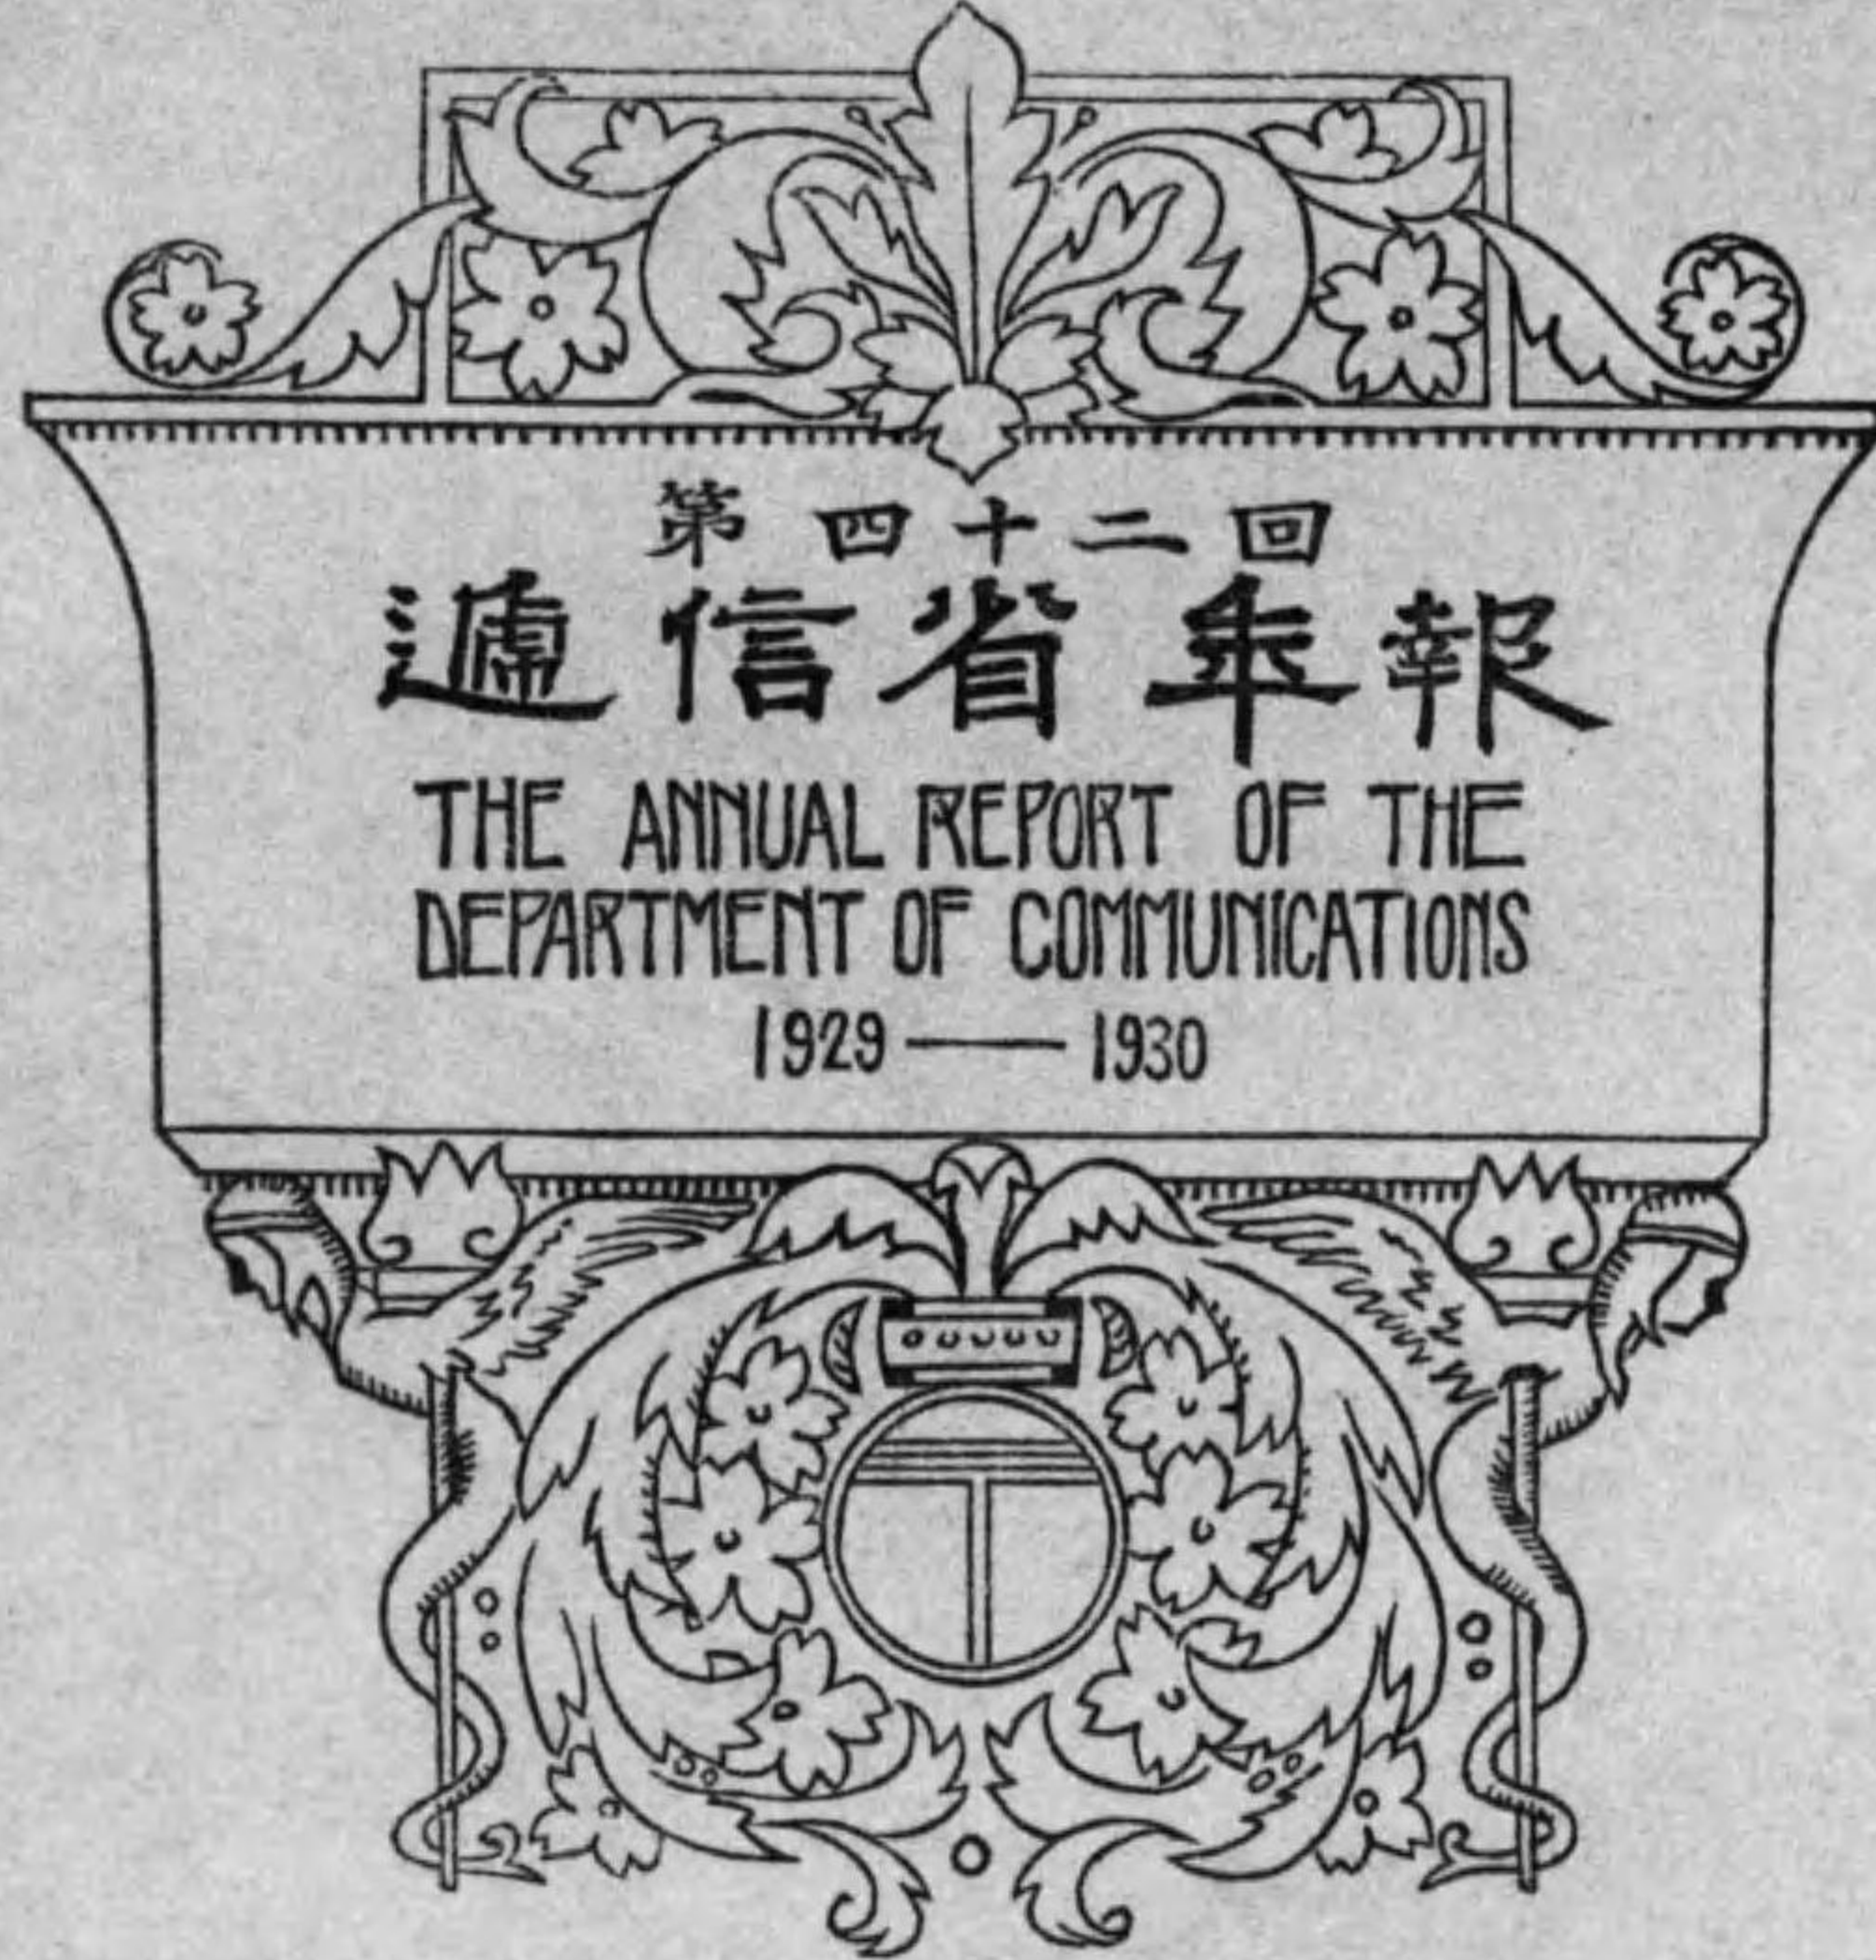 第四十二回
遞信省年報
THE ANNUAL REPORT OF THE
DEPARTMENT OF COMMUNICATIONS
1929 — 1930